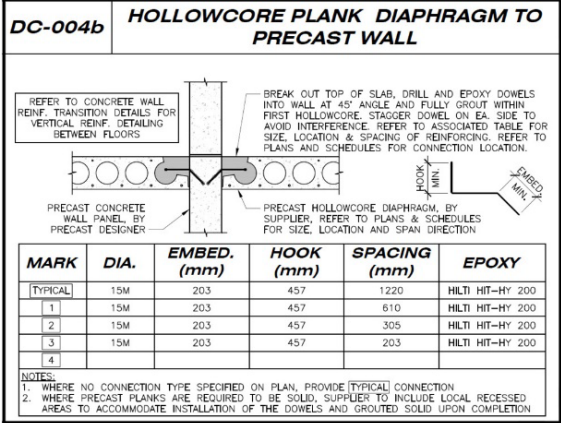 DC-004b
HOLLOWCORE PLANK DIAPHRAGM TO
PRECAST WALL
REFER TO CONCRETE WALL
REINF. TRANSITION DETAILS FOR
VERTICAL REINF. DETAILING
BETWEEN FLOORS
BREAK OUT TOP OF SLAB, DRILL AND EPOXY DOWELS
INTO WALL AT 45° ANGLE AND FULLY GROUT WITHIN
FIRST HOLLOWCORE. STAGGER DOWEL ON EA. SIDE TO
AVOID INTERFERENCE. REFER TO ASSOCIATED TABLE FOR
SIZE, LOCATION & SPACING OF REINFORCING. REFER TO
PLANS AND SCHEDULES FOR CONNECTION LOCATION.
HOOK
MIN.
EMBED.
MIN.
PRECAST CONCRETE
WALL PANEL, BY
PRECAST DESIGNER
PRECAST HOLLOWCORE DIAPHRAGM, BY
SUPPLIER, REFER TO PLANS & SCHEDULES
FOR SIZE, LOCATION AND SPAN DIRECTION
MARK DIA. EMBED. (mm) HOOK (mm) SPACING (mm) EPOXY
TYPICAL 15M 203 457 1220 HILTI HIT-HY 200
1 15M 203 457 610 HILTI HIT-HY 200
2 15M 203 457 305 HILTI HIT-HY 200
3 15M 203 457 203 HILTI HIT-HY 200
4
NOTES:
1. WHERE NO CONNECTION TYPE SPECIFIED ON PLAN, PROVIDE TYPICAL CONNECTION
2. WHERE PRECAST PLANKS ARE REQUIRED TO BE SOLID, SUPPLIER TO INCLUDE LOCAL RECESSED
AREAS TO ACCOMMODATE INSTALLATION OF THE DOWELS AND GROUTED SOLID UPON COMPLETION